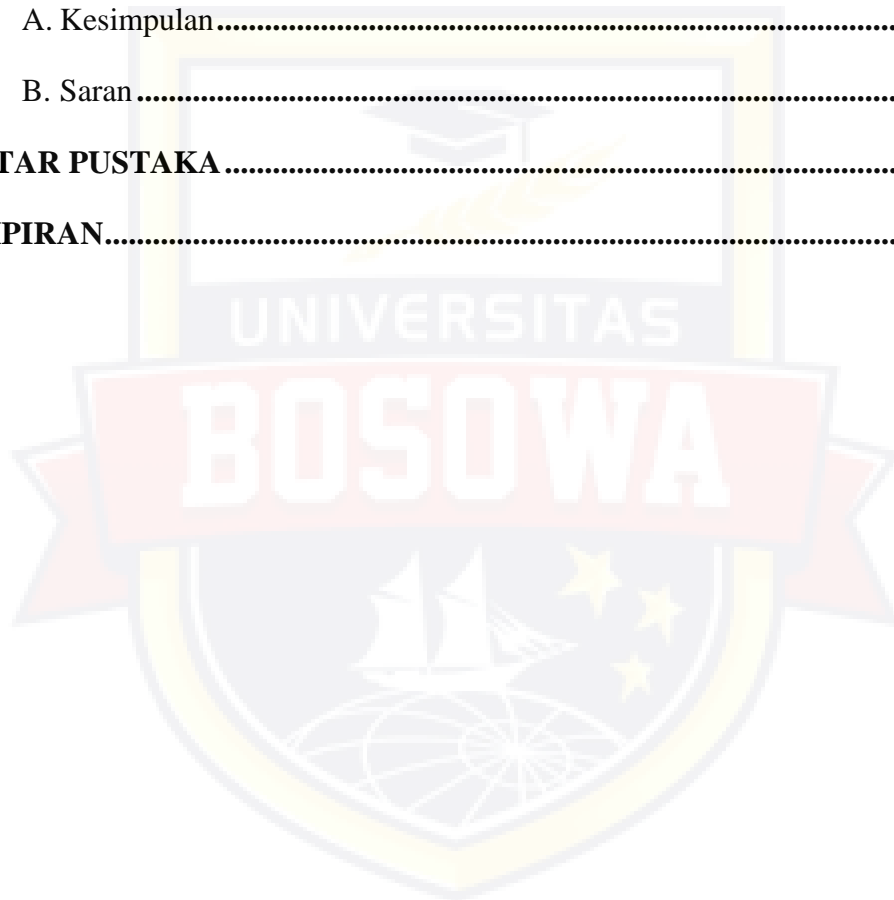 A. Kesimpulan................................................................................
B. Saran................................................................................
TAR PUSTAKA................................................................................
PIRAN................................................................................
UNIVERSITAS
BOSOWA